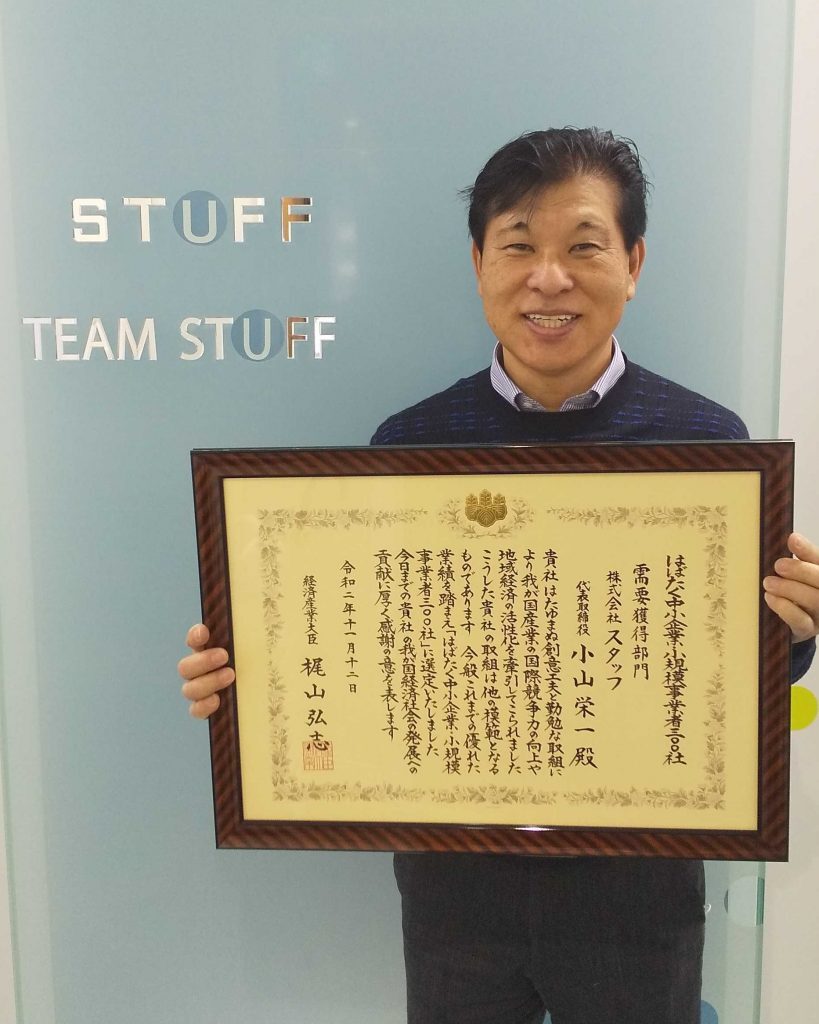 STUFF
TEAM STUFF
はばたく中小企業・小規模事業者三〇〇社
需要獲得部門
株式会社 スタッフ
代表取締役 小山栄一殿
貴社はたゆまぬ創意工夫と勤勉な取組に
より我が国産業の国際競争力の向上や
地域経済の活性化を牽引してこられました
こうした貴社の取組は他の模範となる
ものであります 今般これまでの優れた
業績を踏まえ「はばたく中小企業・小規模
事業者三〇〇社」に選定いたしました
今日までの貴社の我が国経済社会の発展への
貢献に厚く感謝の意を表します
令和二年十一月十二日
経済産業大臣 梶山弘志